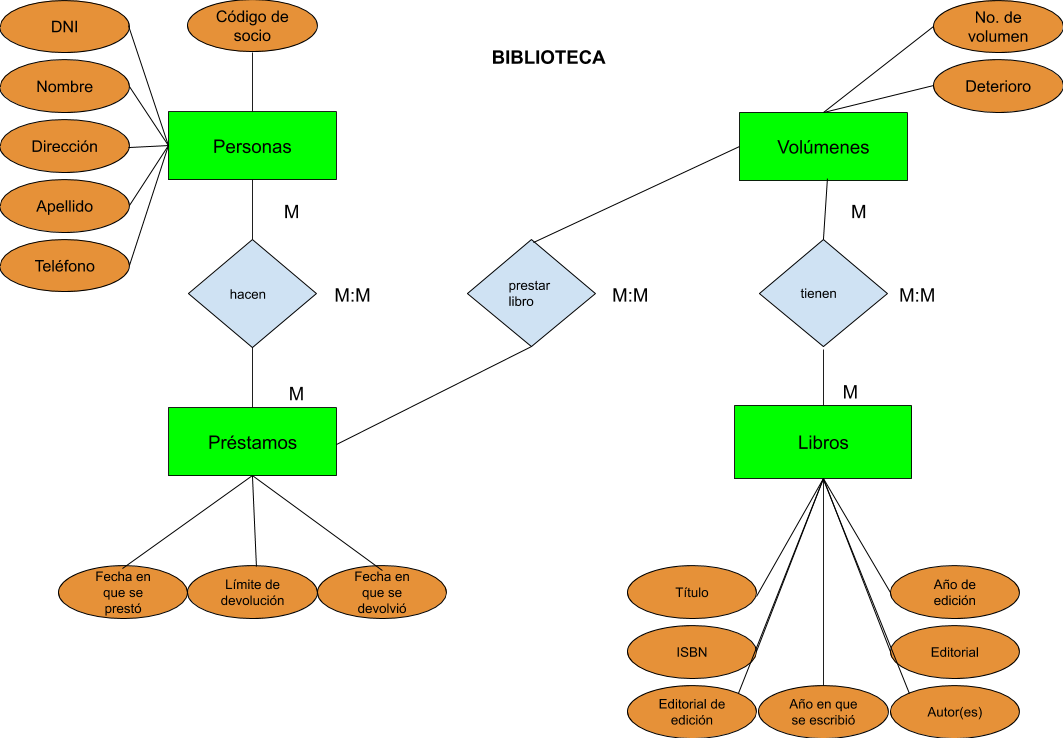 BIBLIOTECA
DNI
Nombre
Dirección
Apellido
Teléfono
Código de
socio
Personas
M
hacen
M:M
M
Préstamos
Fecha en
que se
prestó
Límite de
devolución
Fecha en
que se
devolvió
prestar
libro
M:M
No. de
volumen
Deterioro
Volúmenes
M
tienen
M:M
M
Libros
Título
ISBN
Editorial de
edición
Año en que
se escribió
Año de
edición
Editorial
Autor(es)